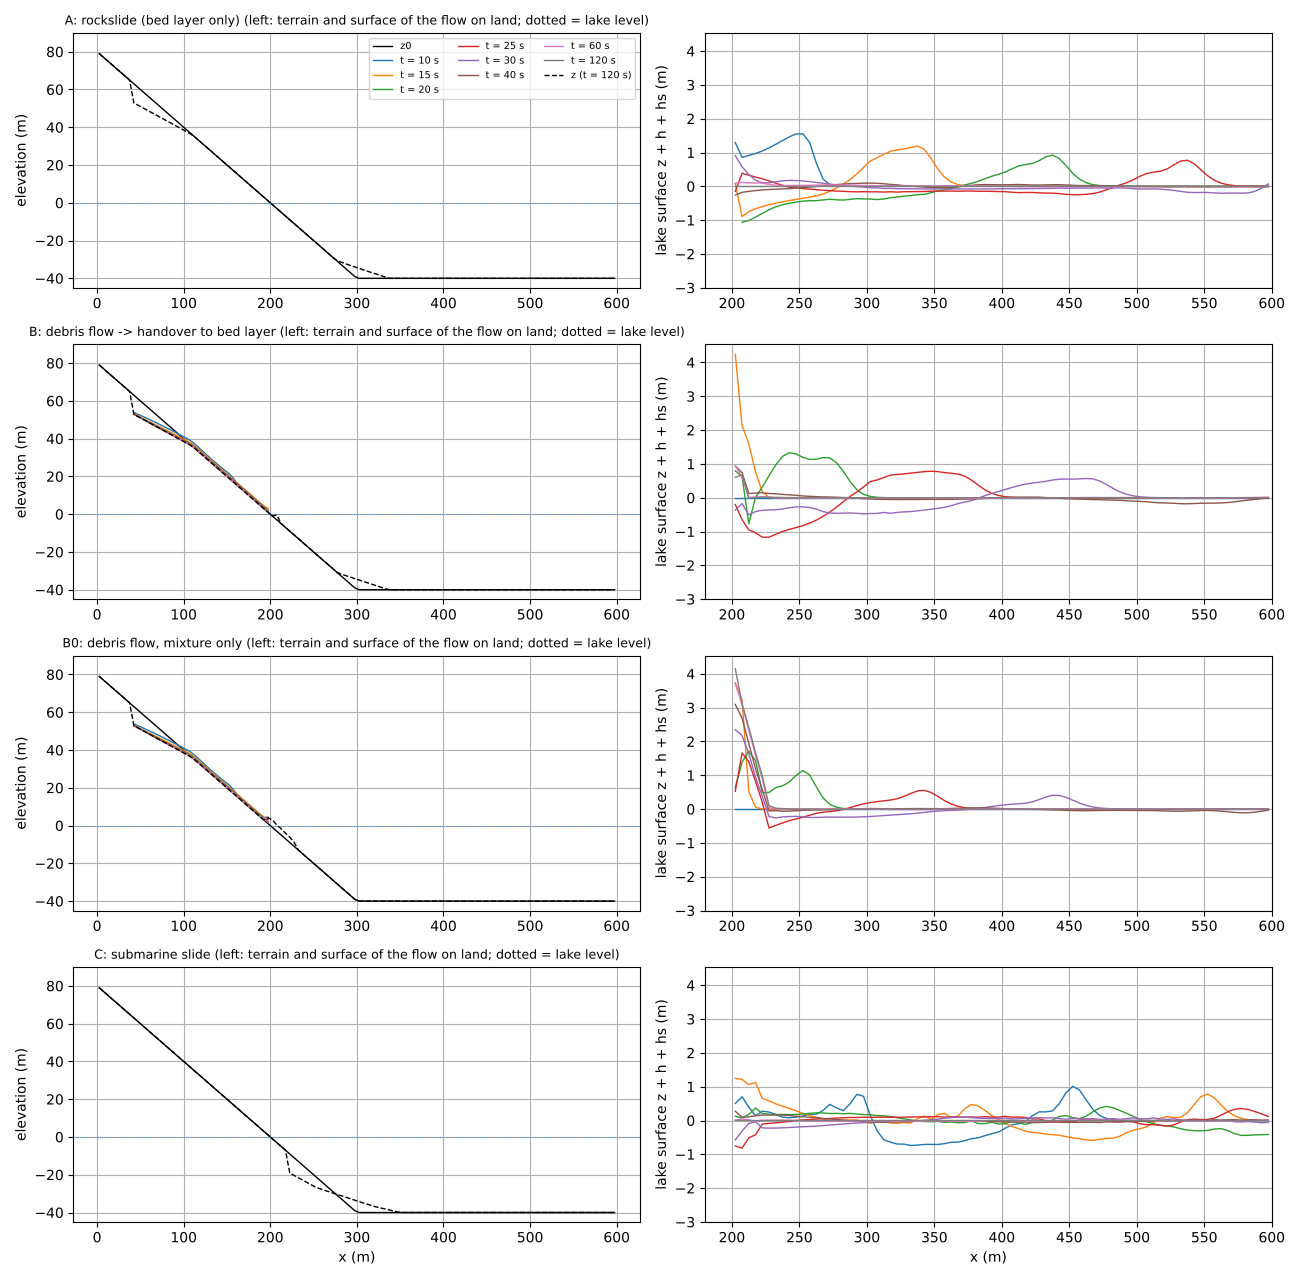 A: rockslide (bed layer only) (left: terrain and surface of the flow on land; dotted = lake level)
elevation (m)
80
60
40
20
0
−20
−40
0 100 200 300 400 500 600
z0
t = 10 s
t = 15 s
t = 20 s
t = 25 s
t = 30 s
t = 40 s
t = 60 s
t = 120 s
z (t = 120 s)
lake surface z + h + hs (m)
4
3
2
1
0
−1
−2
−3
200 250 300 350 400 450 500 550 600
B: debris flow -> handover to bed layer (left: terrain and surface of the flow on land; dotted = lake level)
elevation (m)
80
60
40
20
0
−20
−40
0 100 200 300 400 500 600
lake surface z + h + hs (m)
4
3
2
1
0
−1
−2
−3
200 250 300 350 400 450 500 550 600
B0: debris flow, mixture only (left: terrain and surface of the flow on land; dotted = lake level)
elevation (m)
80
60
40
20
0
−20
−40
0 100 200 300 400 500 600
lake surface z + h + hs (m)
4
3
2
1
0
−1
−2
−3
200 250 300 350 400 450 500 550 600
C: submarine slide (left: terrain and surface of the flow on land; dotted = lake level)
elevation (m)
80
60
40
20
0
−20
−40
0 100 200 300 400 500 600
x (m)
lake surface z + h + hs (m)
4
3
2
1
0
−1
−2
−3
200 250 300 350 400 450 500 550 600
x (m)